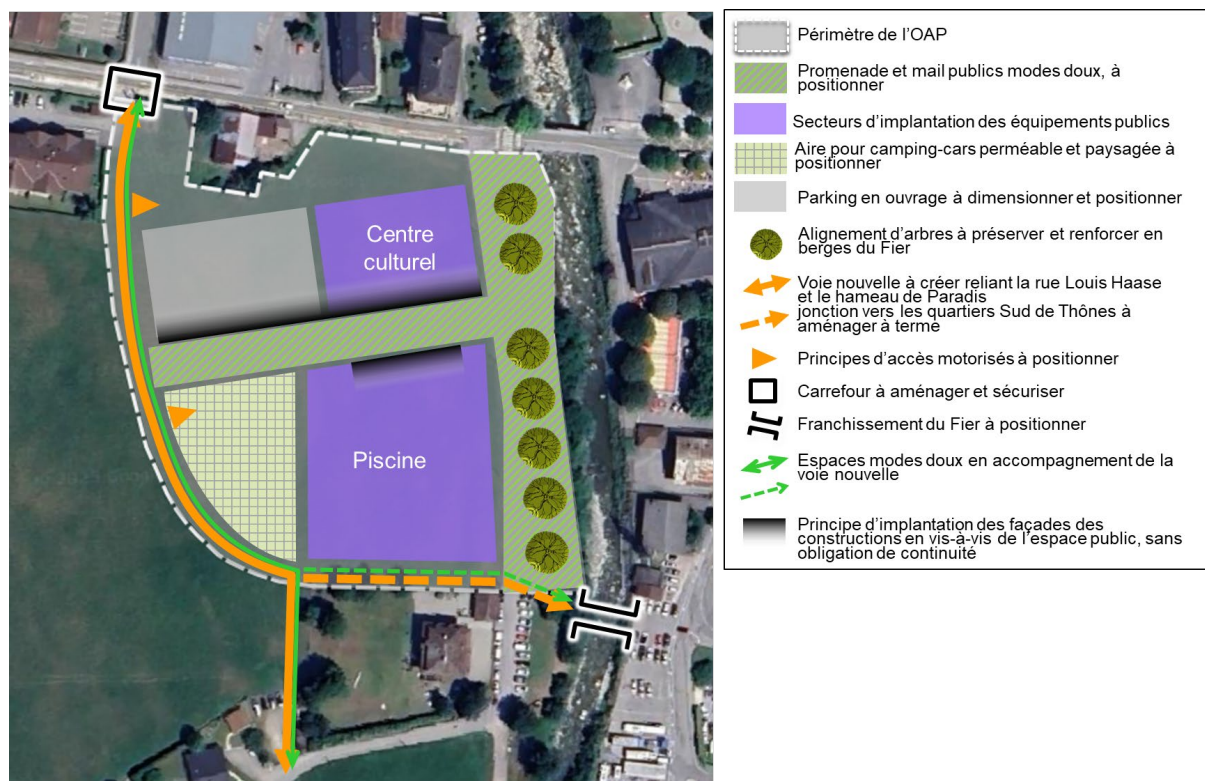 Centre
culturel
Piscine
Périmètre de l'OAP
Promenade et mail publics modes doux, à
positionner
Secteurs d'implantation des équipements publics
Aire pour camping-cars perméable et paysagée à
positionner
Parking en ouvrage à dimensionner et positionner
Alignement d'arbres à préserver et renforcer en
berges du Fier
Voie nouvelle à créer reliant la rue Louis Haase
et le hameau de Paradis
jonction vers les quartiers Sud de Thônes à
aménager à terme
Principes d'accès motorisés à positionner
Carrefour à aménager et sécuriser
Franchissement du Fier à positionner
Espaces modes doux en accompagnement de la
voie nouvelle
Principe d'implantation des façades des
constructions en vis-à-vis de l'espace public, sans
obligation de continuité